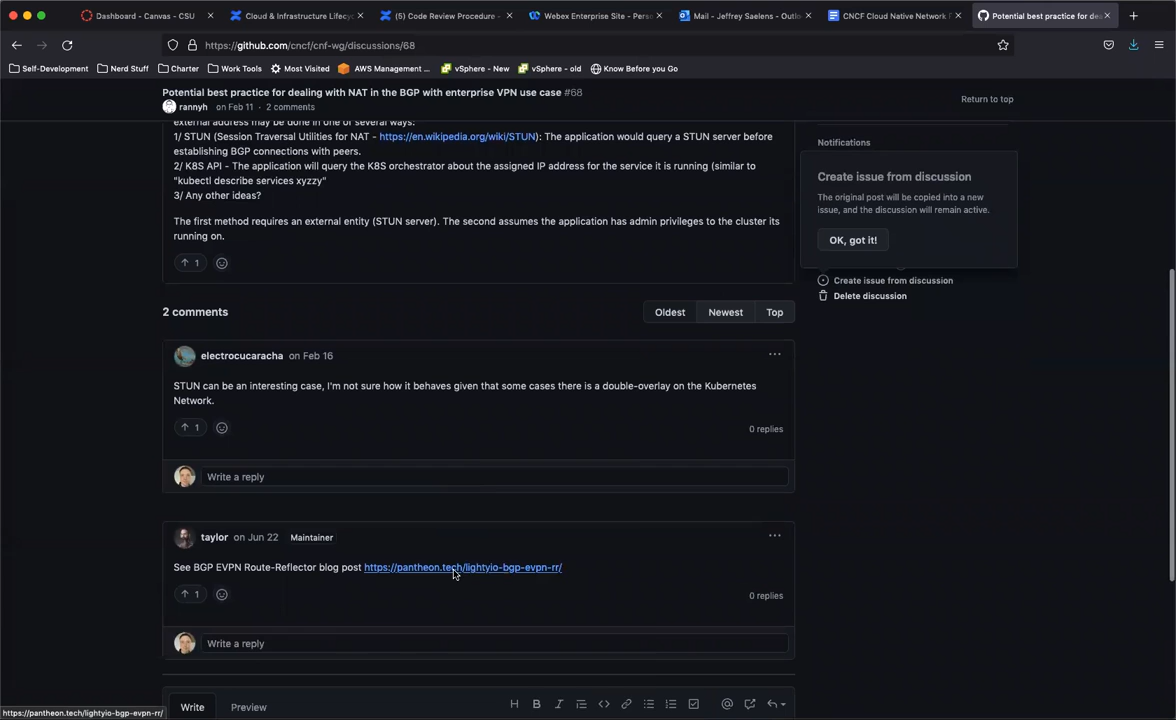 Dashboard - Canvas - CSU
Cloud & Infrastructure Lifecy
(5) Code Review Procedure -
Webex Enterprise Site - Pers
Mail - Jeffrey Saelens - Outlo
CNCF Cloud Native Network F
Potential best practice for dea
https://github.com/cncf/cnf-wg/discussions/68
Self-Development
Nerd Stuff
Charter
Work Tools
Most Visited
AWS Management ...
vSphere - New
vSphere - old
Know Before you Go
Potential best practice for dealing with NAT in the BGP with enterprise VPN use case #68
rannyh on Feb 11 · 2 comments
Return to top
external address may be done in one of several ways:
1/ STUN (Session Traversal Utilities for NAT - https://en.wikipedia.org/wiki/STUN): The application would query a STUN server before
establishing BGP connections with peers.
2/ K8S API - The application will query the K8S orchestrator about the assigned IP address for the service it is running (similar to
"kubectl describe services xyzzy"
3/ Any other ideas?
The first method requires an external entity (STUN server). The second assumes the application has admin privileges to the cluster its
running on.
↑ 1
Notifications
Create issue from discussion
The original post will be copied into a new
issue, and the discussion will remain active.
OK, got it!
Create issue from discussion
Delete discussion
2 comments
Oldest
Newest
Top
electrocucaracha on Feb 16
STUN can be an interesting case, I'm not sure how it behaves given that some cases there is a double-overlay on the Kubernetes
Network.
↑ 1
0 replies
Write a reply
taylor on Jun 22 Maintainer
See BGP EVPN Route-Reflector blog post https://pantheon.tech/lightyio-bgp-evpn-rr/
↑ 1
0 replies
Write a reply
Write
Preview
https://pantheon.tech/lightyio-bgp-evpn-rr/